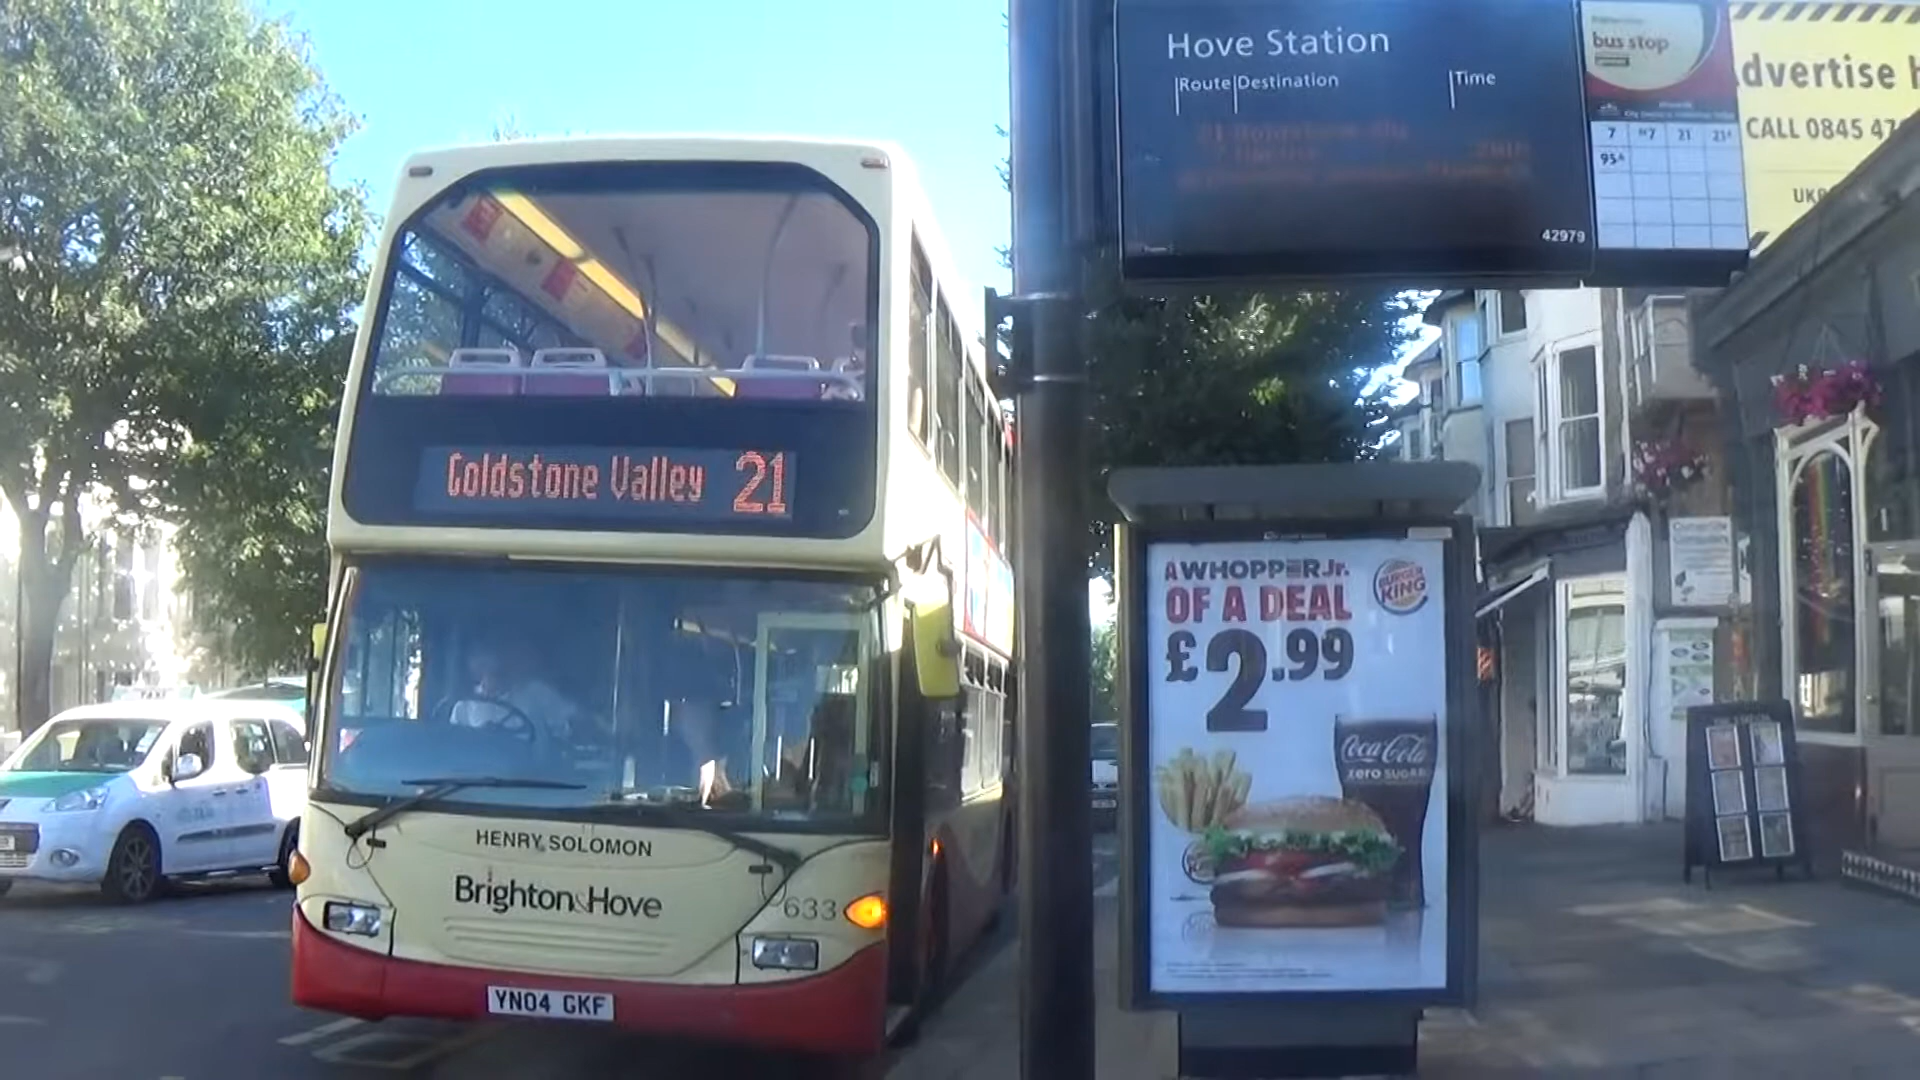 Goldstone Valley 21
HENRY SOLOMON
Brighton&Hove
633
YN04 GKF
TAXI
Hove Station
Route Destination Time
42979
bus stop
7 N7 21 21A
95A
dvertise
CALL 0845 47
UK
A WHOPPER Jr.
OF A DEAL
£2.99
BURGER
KING
Coca-Cola
zero sugar